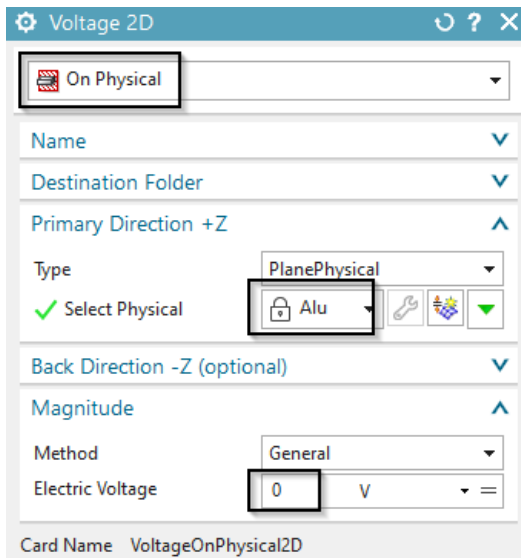 Voltage 2D ?
On Physical
Name
Destination Folder
Primary Direction +Z
Type PlanePhysical
Select Physical Alu
Back Direction -Z (optional)
Magnitude
Method General
Electric Voltage 0 V =
Card Name VoltageOnPhysical2D